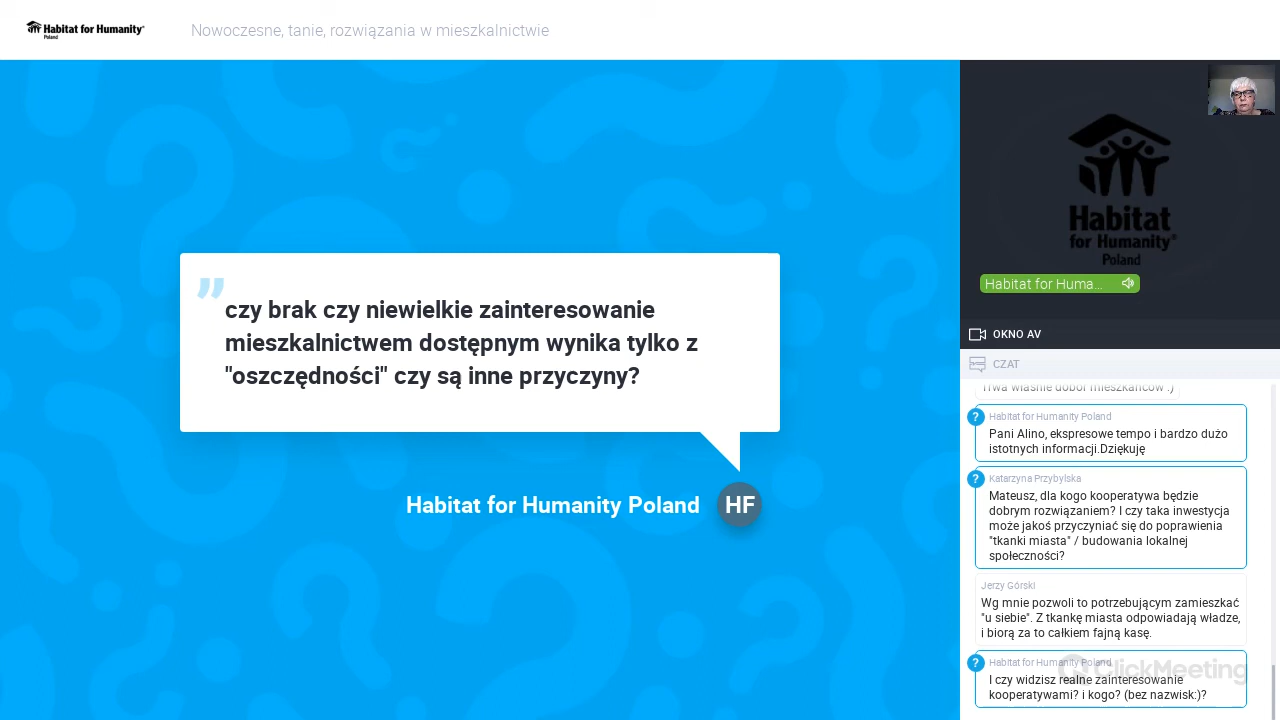 Habitat for Humanity®
Poland
Nowoczesne, tanie, rozwiązania w mieszkalnictwie
"
czy brak czy niewielkie zainteresowanie
mieszkalnictwem dostępnym wynika tylko z
"oszczędności" czy są inne przyczyny?
Habitat for Humanity Poland
HF
Habitat
for Humanity®
Poland
Habitat for Huma...
OKNO AV
CZAT
Trwa właśnie dobór mieszkańców :)
?
Habitat for Humanity Poland
Pani Alino, ekspresowe tempo i bardzo dużo
istotnych informacji.Dziękuję
?
Katarzyna Przybylska
Mateusz, dla kogo kooperatywa będzie
dobrym rozwiązaniem? I czy taka inwestycja
może jakoś przyczyniać się do poprawienia
"tkanki miasta" / budowania lokalnej
społeczności?
Jerzy Górski
Wg mnie pozwoli to potrzebującym zamieszkać
"u siebie". Z tkankę miasta odpowiadają władze,
i biorą za to całkiem fajną kasę.
?
Habitat for Humanity Poland
ClickMeeting
I czy widzisz realne zainteresowanie
kooperatywami? i kogo? (bez nazwisk:)?